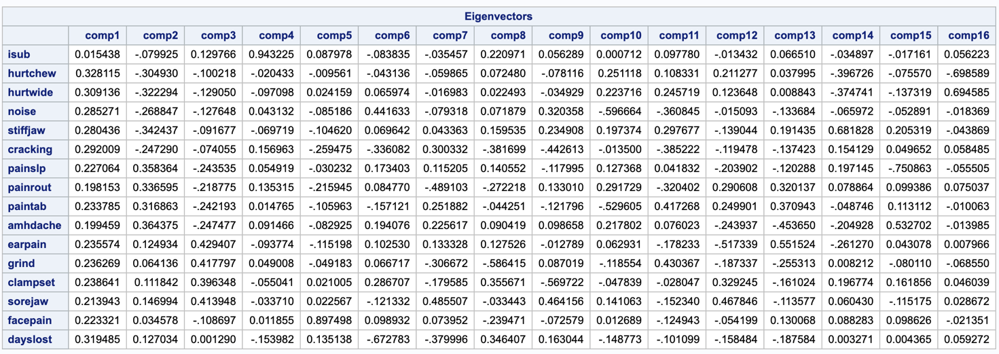 Eigenvectors
comp1 comp2 comp3 comp4 comp5 comp6 comp7 comp8 comp9 comp10 comp11 comp12 comp13 comp14 comp15 comp16
isub 0.015438 -.079925 0.129766 0.943225 0.087978 -.083835 -.035457 0.220971 0.056289 0.000712 0.097780 -.013432 0.066510 -.034897 -.017161 0.056223
hurtchew 0.328115 -.304930 -.100218 -.020433 -.009561 -.043136 -.059865 0.072480 -.078116 0.251118 0.108331 0.211277 0.037995 -.396726 -.075570 -.698589
hurtwide 0.309136 -.322294 -.129050 -.097098 0.024159 0.065974 -.016983 0.022493 -.034929 0.223716 0.245719 0.123648 0.008843 -.374741 -.137319 0.694585
noise 0.285271 -.268847 -.127648 0.043132 -.085186 0.441633 -.079318 0.071879 0.320358 -.596664 -.360845 -.015093 -.133684 -.065972 -.052891 -.018369
stiffjaw 0.280436 -.342437 -.091677 -.069719 -.104620 0.069642 0.043363 0.159535 0.234908 0.197374 0.297677 -.139044 0.191435 0.681828 0.205319 -.043869
cracking 0.292009 -.247290 -.074055 0.156963 -.259475 -.336082 0.300332 -.381699 -.442613 -.013500 -.385222 -.119478 -.137423 0.154129 0.049652 0.058485
painslp 0.227064 0.358364 -.243535 0.054919 -.030232 0.173403 0.115205 0.140552 -.117995 0.127368 0.041832 -.203902 -.120288 0.197145 -.750863 -.055505
painrout 0.198153 0.336595 -.218775 0.135315 -.215945 0.084770 -.489103 -.272218 0.133010 0.291729 -.320402 0.290608 0.320137 0.078864 0.099386 0.075037
paintab 0.233785 0.316863 -.242193 0.014765 -.105963 -.157121 0.251882 -.044251 -.121796 -.529605 0.417268 0.249901 0.370943 -.048746 0.113112 -.010063
amhdache 0.199459 0.364375 -.247477 0.091466 -.082925 0.194076 0.225617 0.090419 0.098658 0.217802 0.076023 -.243937 -.453650 -.204928 0.532702 -.013985
earpain 0.235574 0.124934 0.429407 -.093774 -.115198 0.102530 0.133328 0.127526 -.012789 0.062931 -.178233 -.517339 0.551524 -.261270 0.043078 0.007966
grind 0.236269 0.064136 0.417797 0.049008 -.049183 0.066717 -.306672 -.586415 0.087019 -.118554 0.430367 -.187337 -.255313 0.008212 -.080110 -.068550
clampset 0.238641 0.111842 0.396348 -.055041 0.021005 0.286707 -.179585 0.355671 -.569722 -.047839 -.028047 0.329245 -.161024 0.196774 0.161856 0.046039
sorejaw 0.213943 0.146994 0.413948 -.033710 0.022567 -.121332 0.485507 -.033443 0.464156 0.141063 -.152340 0.467846 -.113577 0.060430 -.115175 0.028672
facepain 0.223321 0.034578 -.108697 0.011855 0.897498 0.098932 0.073952 -.239471 -.072579 0.012689 -.124943 -.054199 0.130068 0.088283 0.098626 -.021351
dayslost 0.319485 0.127034 0.001290 -.153982 0.135138 -.672783 -.379996 0.346407 0.163044 -.148773 -.101099 -.158484 -.187584 0.003271 0.004365 0.059272